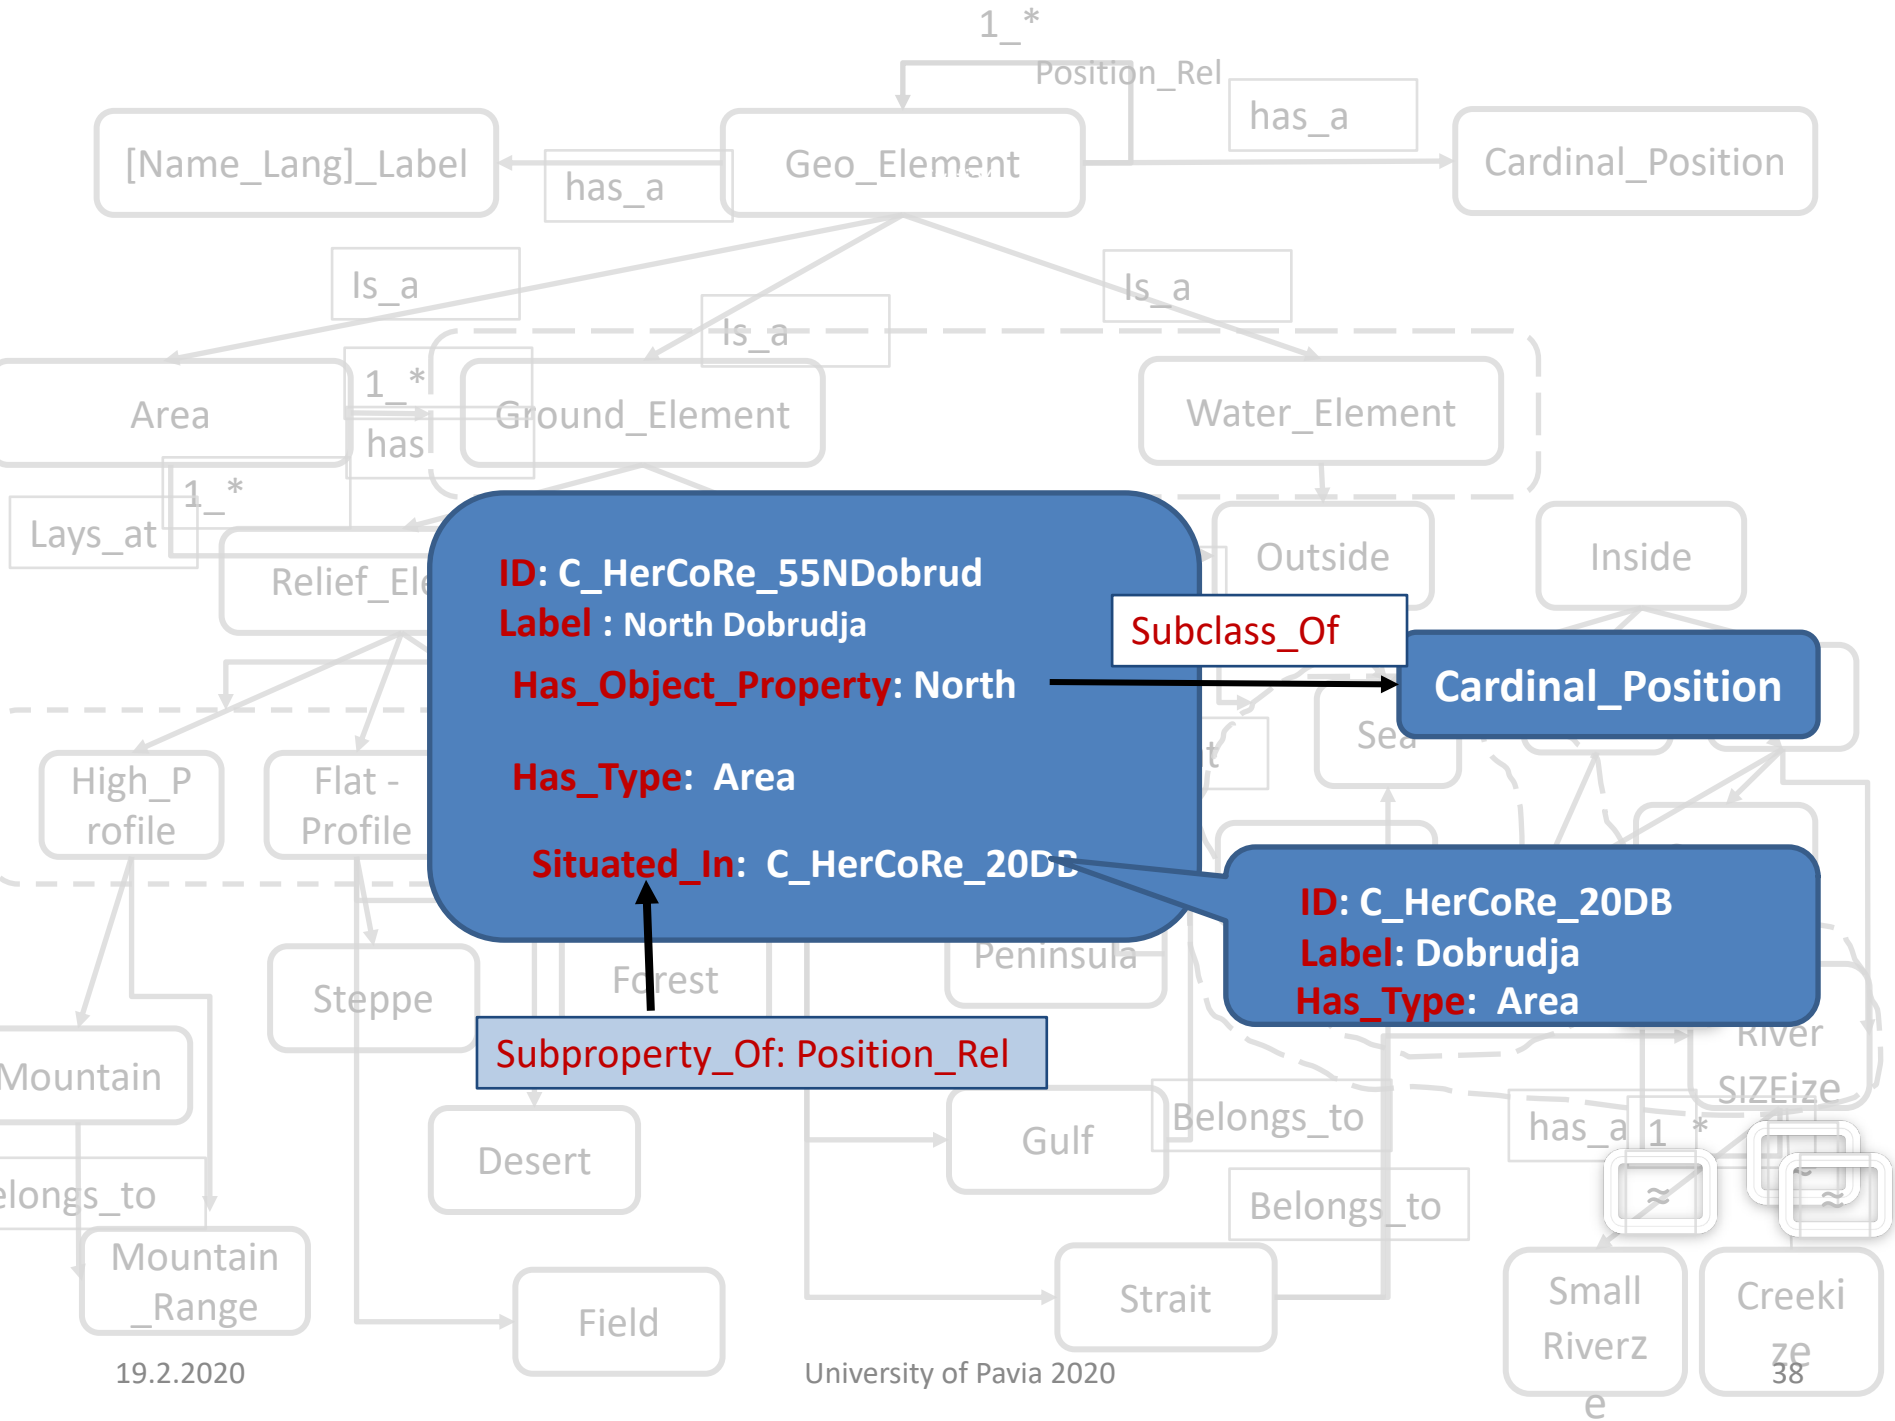 1_*
Position_Rel
has_a
[Name_Lang]_Label
has_a
Geo_Element
Cardinal_Position
Is_a
Is_a
Is_a
Area
1_*
has
Ground_Element
Water_Element
1_*
Lays_at
Relief_Ele
Outside
Inside
ID: C_HerCoRe_55NDobrud
Label : North Dobrudja
Has_Object_Property: North
Has_Type: Area
Situated_In: C_HerCoRe_20DB
Subclass_Of
Cardinal_Position
Sea
High_P
rofile
Flat -
Profile
ID: C_HerCoRe_20DB
Label: Dobrudja
Has_Type: Area
Steppe
Forest
Peninsula
Subproperty_Of: Position_Rel
River
SIZEize
Mountain
Desert
Gulf
Belongs_to
has_a
1_*
elongs_to
Belongs_to
≈
≈
≈
Mountain
_Range
Field
Strait
Small
Riverz
e
Creeki
ze
19.2.2020
University of Pavia 2020
38